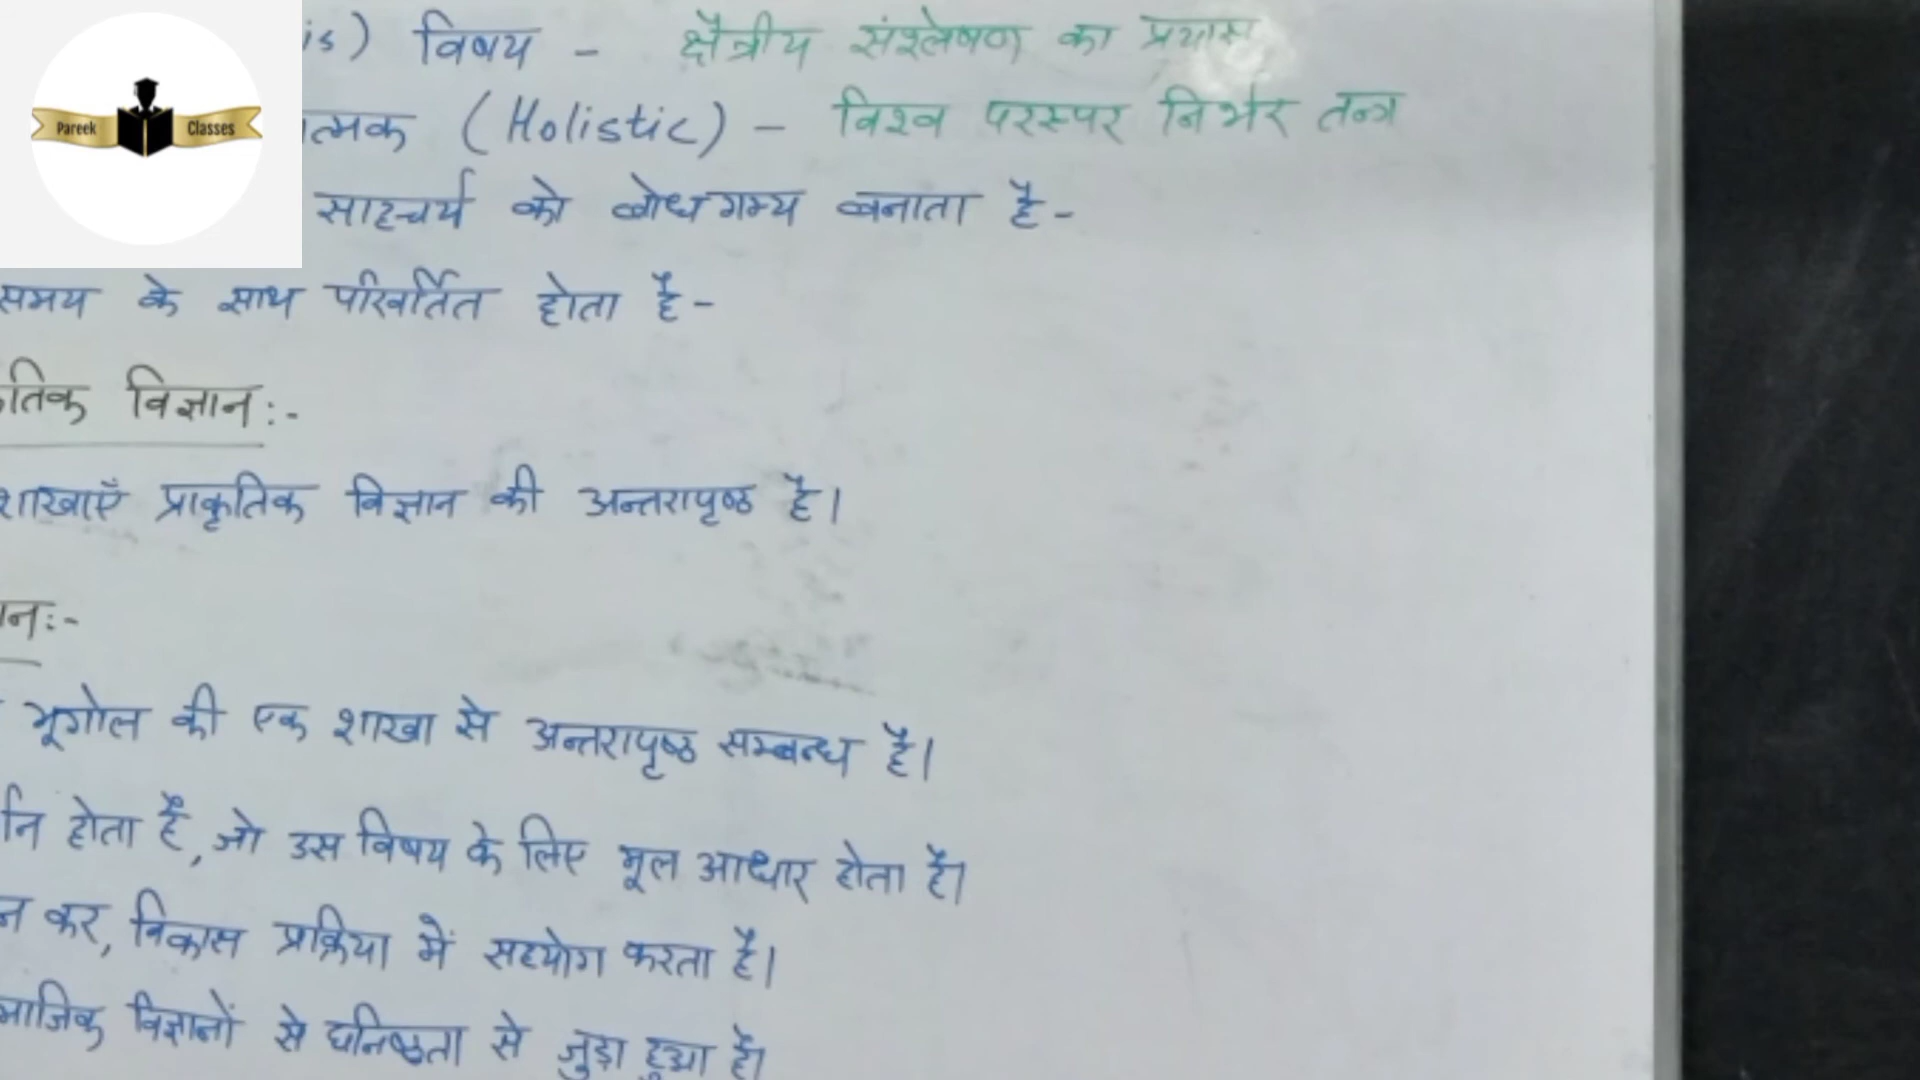 Pareek Classes
is) विषय - क्षैत्रीय संश्लेषण का प्रयास
त्मक (Holistic) - विश्व परस्पर निर्भर तन्त्र
साहचर्य को बोधगम्य बनाता है -
समय के साथ परिवर्तित होता है -
तिक विज्ञान :-
शाखाएँ प्राकृतिक विज्ञान की अन्तरापृष्ठ है।
न :-
भूगोल की एक शाखा से अन्तरापृष्ठ सम्बन्ध है।
होता है, जो उस विषय के लिए मूल आधार होता है।
न कर, विकास प्रक्रिया में सहयोग करता है।
माजिक विज्ञानों से घनिष्ठता से जुड़ा हुआ है।